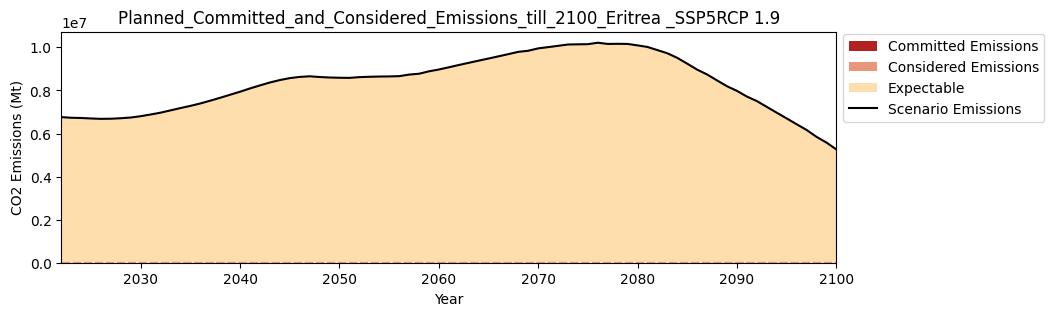 Planned_Committed_and_Considered_Emissions_till_2100_Eritrea _SSP5RCP 1.9
1e7
1.0
0.8
0.6
0.4
0.2
0.0
CO2 Emissions (Mt)
2030 2040 2050 2060 2070 2080 2090 2100
Year
Committed Emissions
Considered Emissions
Expectable
Scenario Emissions